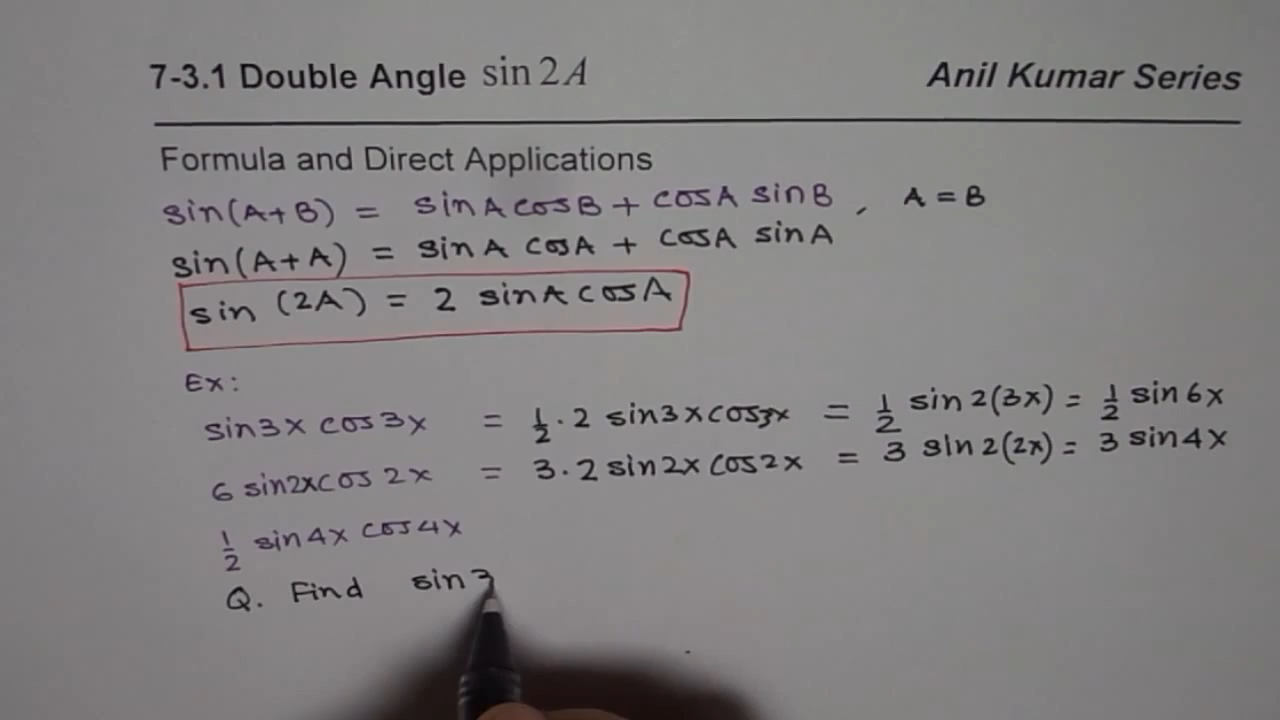 7-3.1 Double Angle sin 2A Anil Kumar Series
Formula and Direct Applications
sin(A+B) = sinA cosB + cosA sinB , A = B
sin(A+A) = sinA cosA + cosA sinA
sin (2A) = 2 sinA cosA
Ex:
sin3x cos3x = 1/2 · 2 sin3x cos3x = 1/2 sin 2(3x) = 1/2 sin 6x
6 sin2x cos 2x = 3 · 2 sin2x cos2x = 3 sin 2(2x) = 3 sin 4x
1/2 sin4x cos4x
Q. Find sin 3